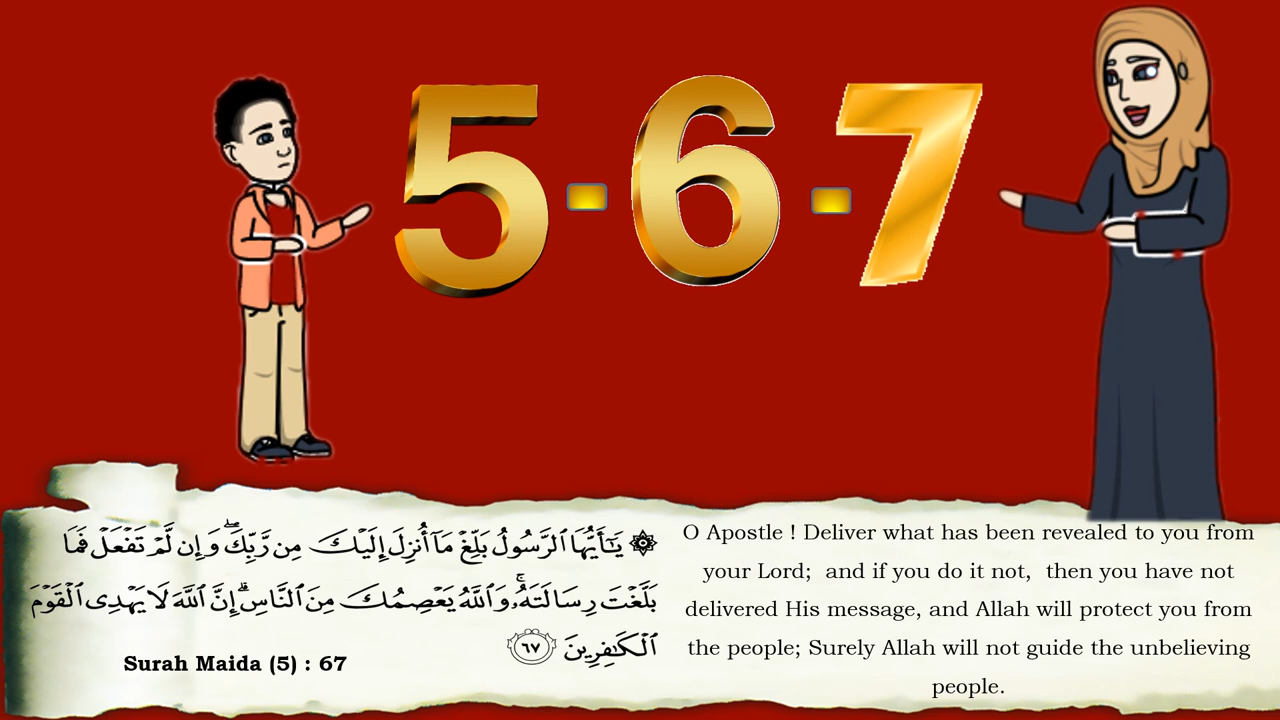 5-6-7
۞ يَـٰٓأَيُّهَا ٱلرَّسُولُ بَلِّغْ مَآ أُنزِلَ إِلَيْكَ مِن رَّبِّكَ ۖ وَإِن لَّمْ تَفْعَلْ فَمَا
بَلَّغْتَ رِسَالَتَهُۥ ۚ وَٱللَّهُ يَعْصِمُكَ مِنَ ٱلنَّاسِ ۗ إِنَّ ٱللَّهَ لَا يَهْدِى ٱلْقَوْمَ
ٱلْكَـٰفِرِينَ ٦٧
Surah Maida (5) : 67
O Apostle ! Deliver what has been revealed to you from
your Lord;  and if you do it not,  then you have not
delivered His message, and Allah will protect you from
the people; Surely Allah will not guide the unbelieving
people.